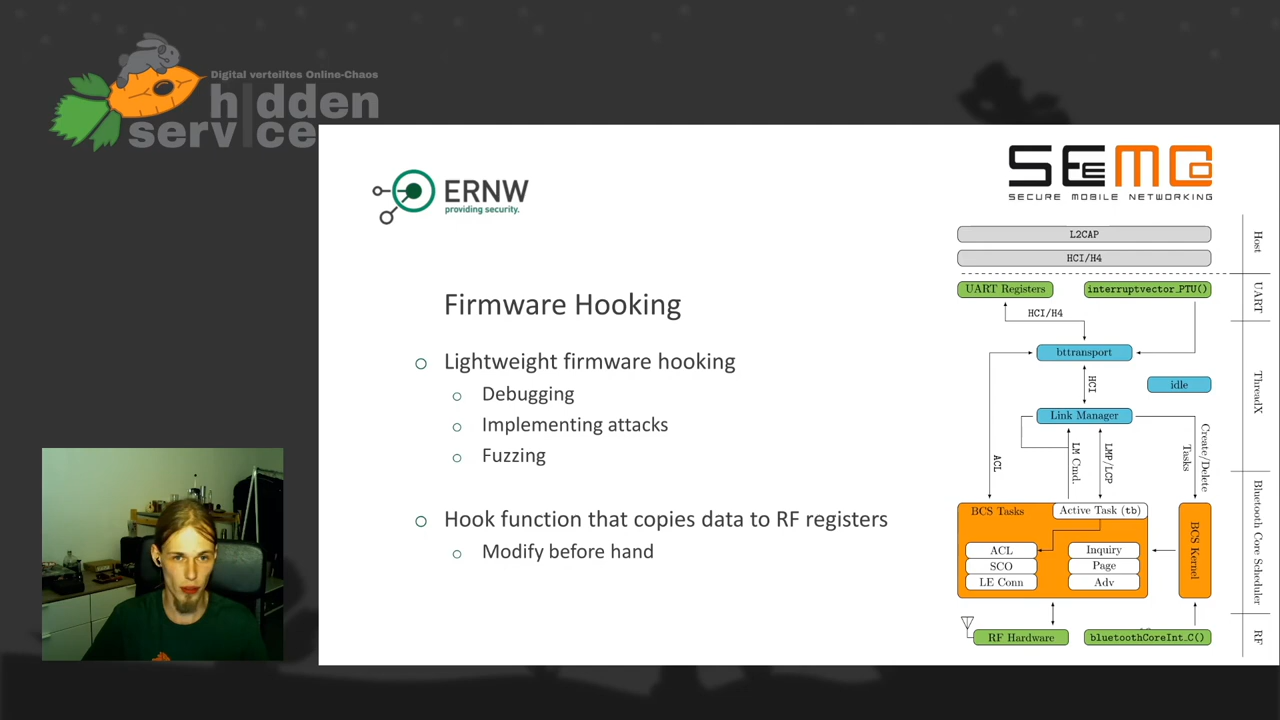 Digital verteiltes Online-Chaos
hidden
service
ERNW
providing security.
SEEMOO
SECURE MOBILE NETWORKING
Firmware Hooking
Lightweight firmware hooking
Debugging
Implementing attacks
Fuzzing
Hook function that copies data to RF registers
Modify before hand
L2CAP
HCI/H4
Host
UART Registers
interruptvector_PTU()
UART
HCI/H4
bttransport
HCI
idle
ThreadX
Link Manager
ACL
LM Cmd.
LMP/LCP
Create/Delete
Tasks
BCS Tasks
Active Task (tb)
ACL
SCO
LE Conn
Inquiry
Page
Adv
BCS Kernel
Bluetooth Core Scheduler
RF Hardware
bluetoothCoreInt_C()
RF